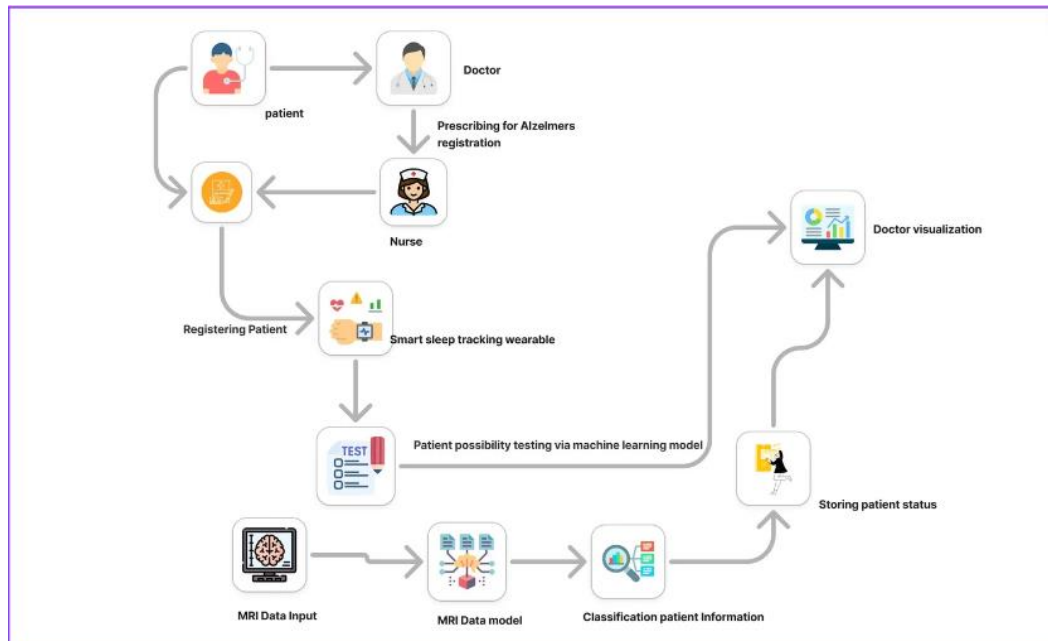 Doctor
patient
Prescribing for Alzelmers
registration
Nurse
Doctor visualization
Registering Patient
Smart sleep tracking wearable
TEST
Patient possibility testing via machine learning model
Storing patient status
MRI Data Input
MRI Data model
Classification patient Information